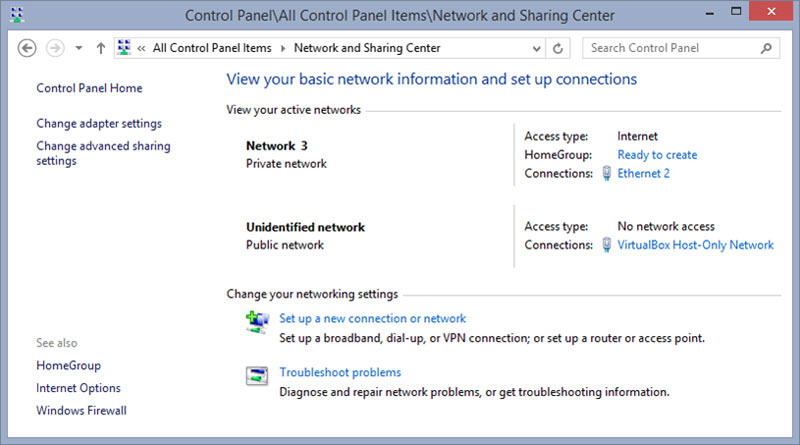 Control Panel\All Control Panel Items\Network and Sharing Center
« All Control Panel Items Network and Sharing Center
Search Control Panel
Control Panel Home
Change adapter settings
Change advanced sharing
settings
See also
HomeGroup
Internet Options
Windows Firewall
View your basic network information and set up connections
View your active networks
Network 3
Private network
Access type: Internet
HomeGroup: Ready to create
Connections: Ethernet 2
Unidentified network
Public network
Access type: No network access
Connections: VirtualBox Host-Only Network
Change your networking settings
Set up a new connection or network
Set up a broadband, dial-up, or VPN connection; or set up a router or access point.
Troubleshoot problems
Diagnose and repair network problems, or get troubleshooting information.